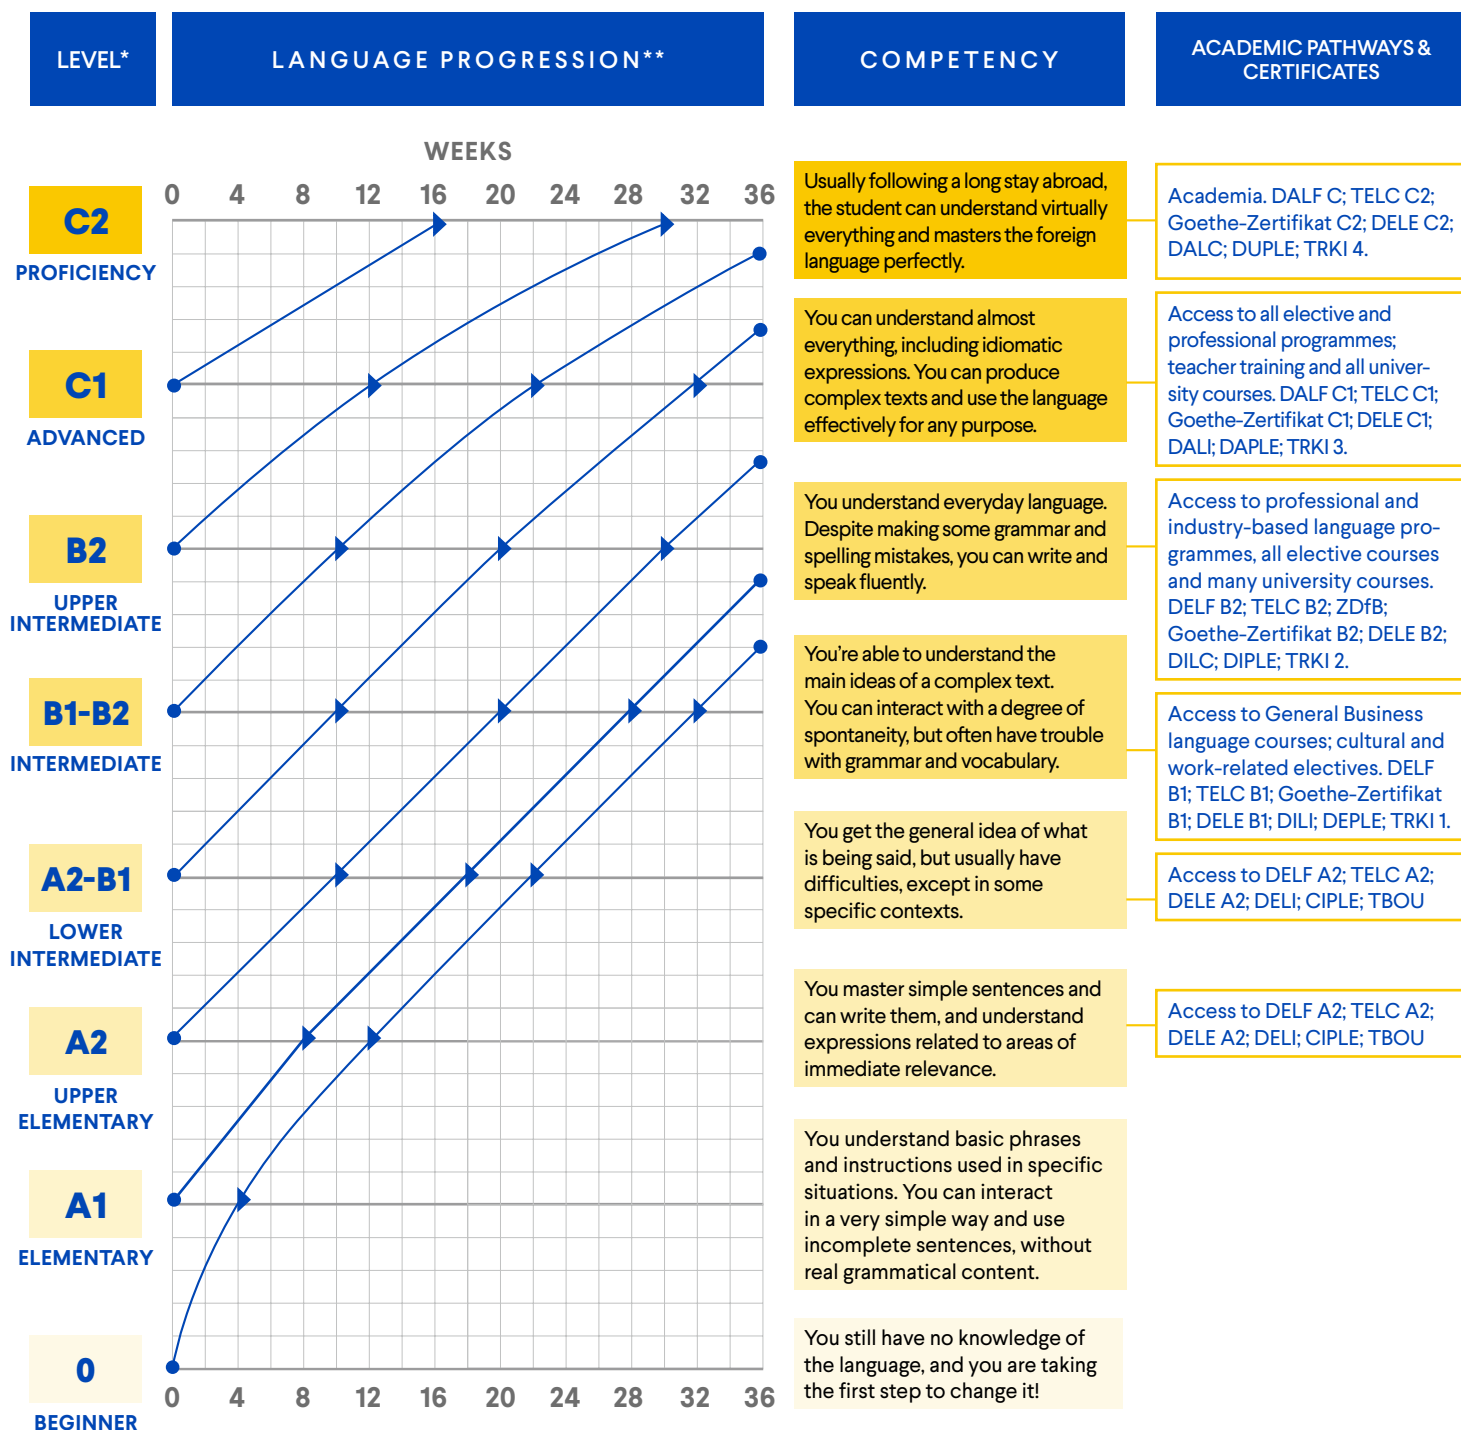 LEVEL*
LANGUAGE PROGRESSION**
COMPETENCY
ACADEMIC PATHWAYS &
CERTIFICATES
WEEKS
0 4 8 12 16 20 24 28 32 36
C2
PROFICIENCY
C1
ADVANCED
B2
UPPER
INTERMEDIATE
B1-B2
INTERMEDIATE
A2-B1
LOWER
INTERMEDIATE
A2
UPPER
ELEMENTARY
A1
ELEMENTARY
0
BEGINNER
0 4 8 12 16 20 24 28 32 36
Usually following a long stay abroad,
the student can understand virtually
everything and masters the foreign
language perfectly.
You can understand almost
everything, including idiomatic
expressions. You can produce
complex texts and use the language
effectively for any purpose.
You understand everyday language.
Despite making some grammar and
spelling mistakes, you can write and
speak fluently.
You're able to understand the
main ideas of a complex text.
You can interact with a degree of
spontaneity, but often have trouble
with grammar and vocabulary.
You get the general idea of what
is being said, but usually have
difficulties, except in some
specific contexts.
You master simple sentences and
can write them, and understand
expressions related to areas of
immediate relevance.
You understand basic phrases
and instructions used in specific
situations. You can interact
in a very simple way and use
incomplete sentences, without
real grammatical content.
You still have no knowledge of
the language, and you are taking
the first step to change it!
Academia. DALF C; TELC C2;
Goethe-Zertifikat C2; DELE C2;
DALC; DUPLE; TRKI 4.
Access to all elective and
professional programmes;
teacher training and all univer-
sity courses. DALF C1; TELC C1;
Goethe-Zertifikat C1; DELE C1;
DALI; DAPLE; TRKI 3.
Access to professional and
industry-based language pro-
grammes, all elective courses
and many university courses.
DELF B2; TELC B2; ZDfB;
Goethe-Zertifikat B2; DELE B2;
DILC; DIPLE; TRKI 2.
Access to General Business
language courses; cultural and
work-related electives. DELF
B1; TELC B1; Goethe-Zertifikat
B1; DELE B1; DILI; DEPLE; TRKI 1.
Access to DELF A2; TELC A2;
DELE A2; DELI; CIPLE; TBOU
Access to DELF A2; TELC A2;
DELE A2; DELI; CIPLE; TBOU